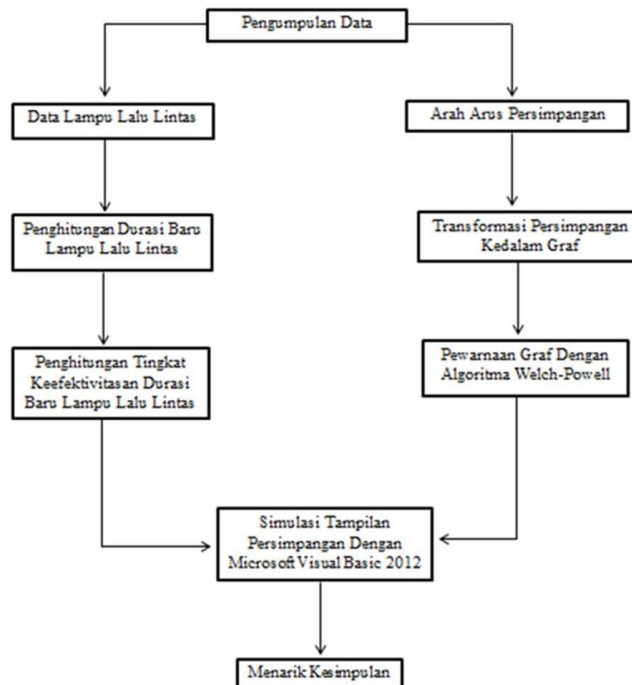 Pengumpulan Data
Data Lampu Lalu Lintas
Arah Arus Persimpangan
Penghitungan Durasi Baru
Lampu Lalu Lintas
Transformasi Persimpangan
Kedalam Graf
Penghitungan Tingkat
Keefektivitasan Durasi
Baru Lampu Lalu Lintas
Pewarnaan Graf Dengan
Algoritma Welch-Powell
Simulasi Tampilan
Persimpangan Dengan
Microsoft Visual Basic 2012
Menarik Kesimpulan